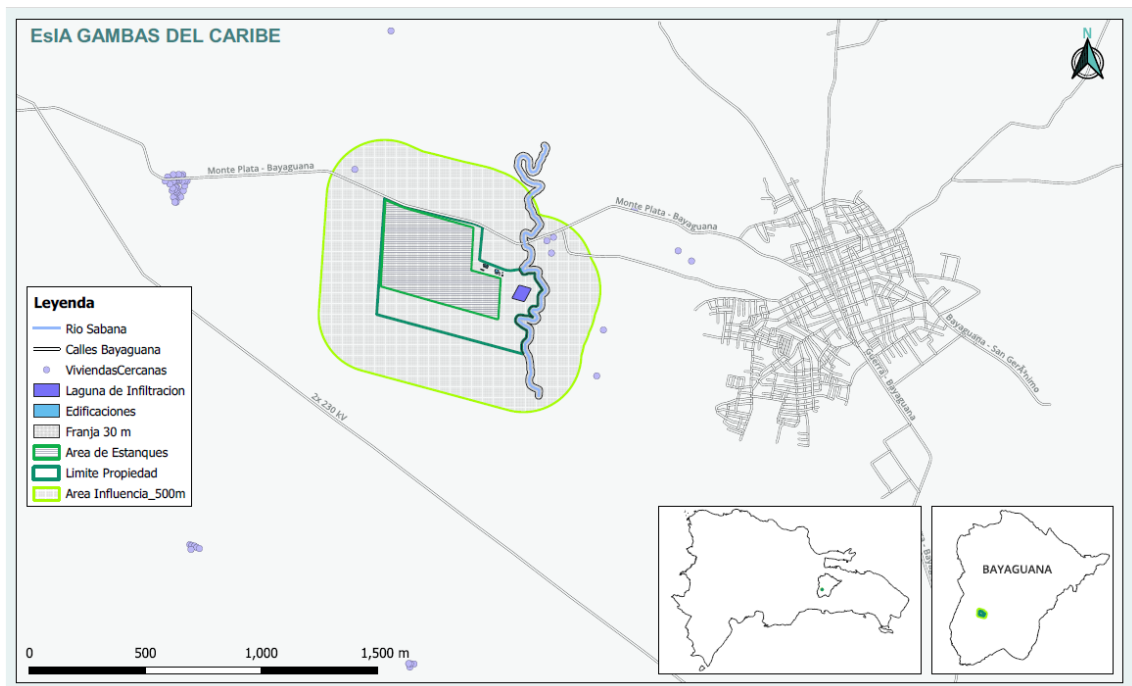 EsIA GAMBAS DEL CARIBE
N
Monte Plata - Bayaguana
Monte Plata - Bayaguana
Leyenda
Rio Sabana
Calles Bayaguana
ViviendasCercanas
Laguna de Infiltracion
Edificaciones
Franja 30 m
Area de Estanques
Limite Propiedad
Area Influencia_500m
2x 230 kV
Bayaguana - San Gerónimo
Guerra - Bayaguana
BAYAGUANA
0 500 1,000 1,500 m